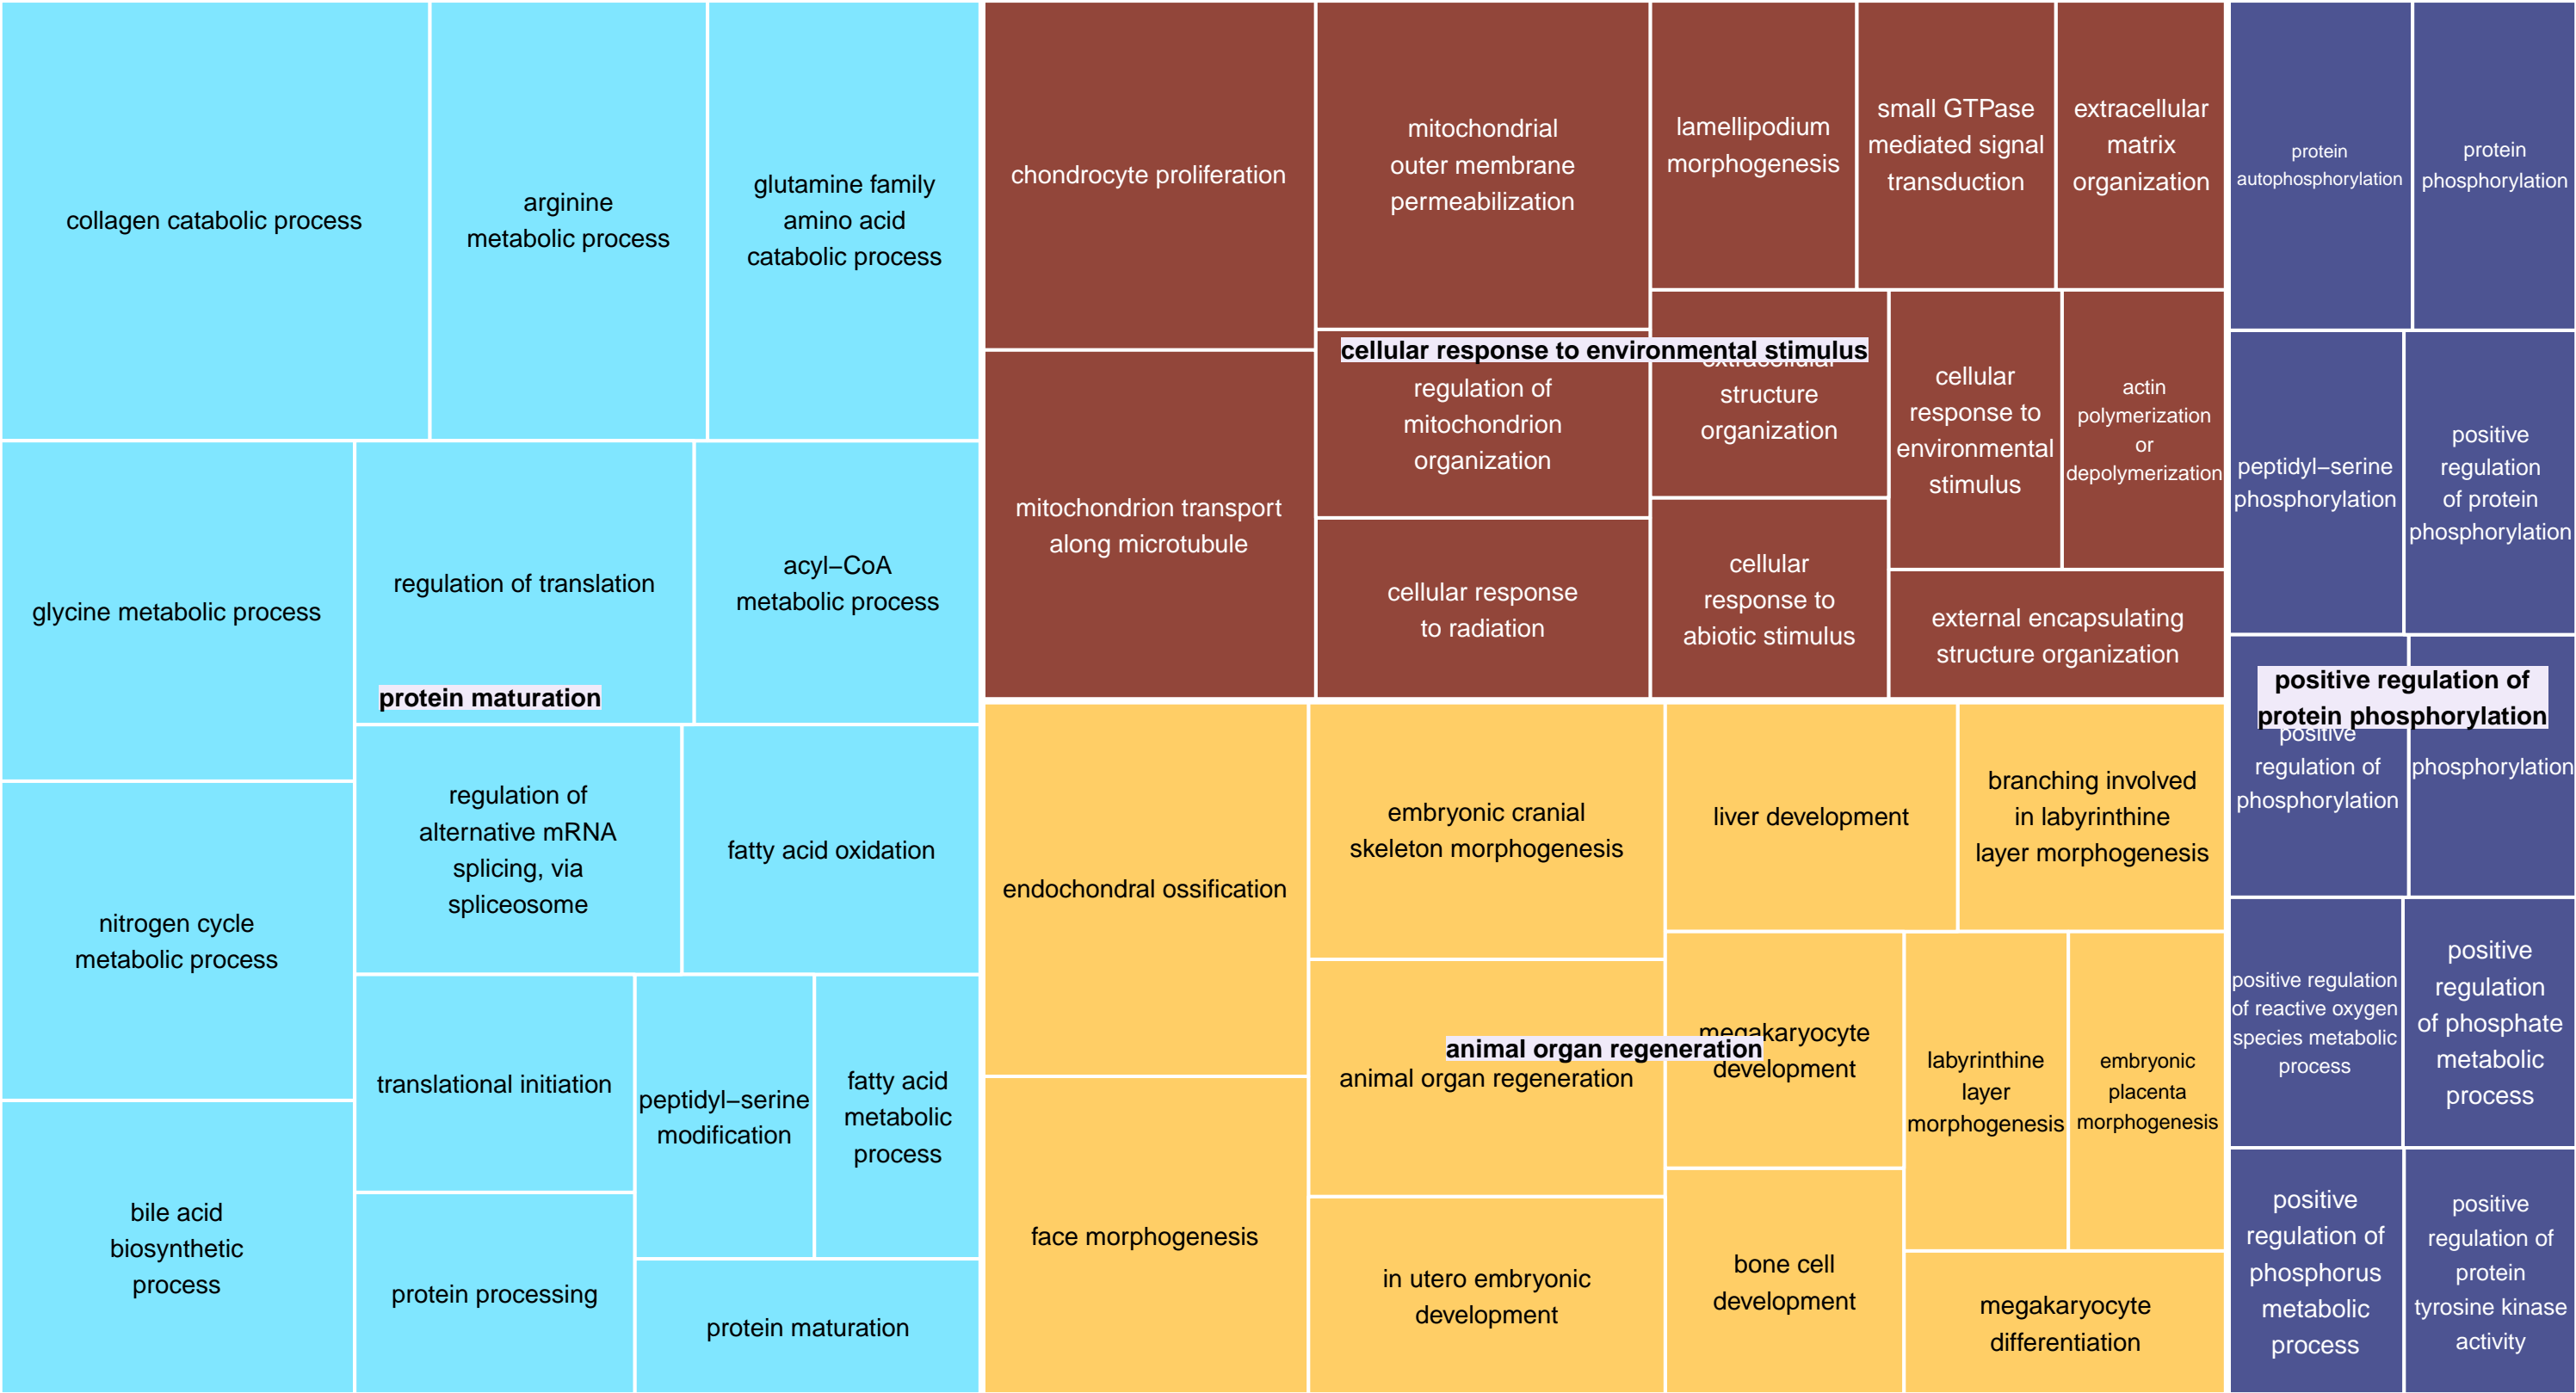 collagen catabolic process
arginine
metabolic process
glutamine family
amino acid
catabolic process
glycine metabolic process
regulation of translation
acyl−CoA
metabolic process
protein maturation
nitrogen cycle
metabolic process
regulation of
alternative mRNA
splicing, via
spliceosome
fatty acid oxidation
bile acid
biosynthetic
process
translational initiation
peptidyl−serine
modification
fatty acid
metabolic
process
protein processing
protein maturation
chondrocyte proliferation
mitochondrial
outer membrane
permeabilization
lamellipodium
morphogenesis
small GTPase
mediated signal
transduction
extracellular
matrix
organization
cellular response to environmental stimulus
mitochondrion transport
along microtubule
regulation of
mitochondrion
organization
extracellular
structure
organization
cellular
response to
environmental
stimulus
actin
polymerization
or
depolymerization
cellular response
to radiation
cellular
response to
abiotic stimulus
external encapsulating
structure organization
endochondral ossification
embryonic cranial
skeleton morphogenesis
liver development
branching involved
in labyrinthine
layer morphogenesis
animal organ regeneration
animal organ regeneration
megakaryocyte
development
labyrinthine
layer
morphogenesis
embryonic
placenta
morphogenesis
face morphogenesis
in utero embryonic
development
bone cell
development
megakaryocyte
differentiation
protein
autophosphorylation
protein
phosphorylation
peptidyl−serine
phosphorylation
positive
regulation
of protein
phosphorylation
positive regulation of
protein phosphorylation
positive
regulation of
phosphorylation
phosphorylation
positive regulation
of reactive oxygen
species metabolic
process
positive
regulation
of phosphate
metabolic
process
positive
regulation of
phosphorus
metabolic
process
positive
regulation of
protein
tyrosine kinase
activity